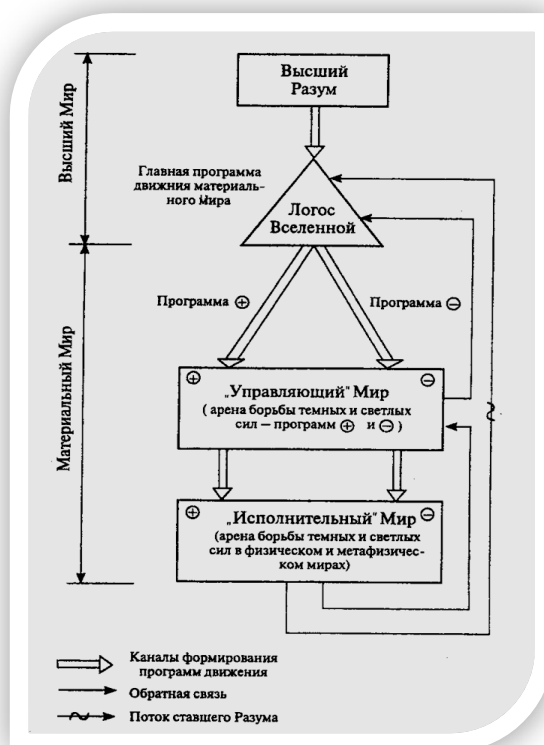 Высший Мир
Материальный Мир
Высший
Разум
Главная программа
движния материаль-
ного Мира
Логос
Вселенной
Программа ⊕
Программа ⊖
⊕ „Управляющий" Мир ⊖
( арена борьбы темных и светлых
сил – программ ⊕ и ⊖ )
⊕ „Исполнительный" Мир ⊖
(арена борьбы темных и светлых
сил в физическом и метафизичес-
ком мирах)
Каналы формирования
программ движения
Обратная связь
Поток ставшего Разума